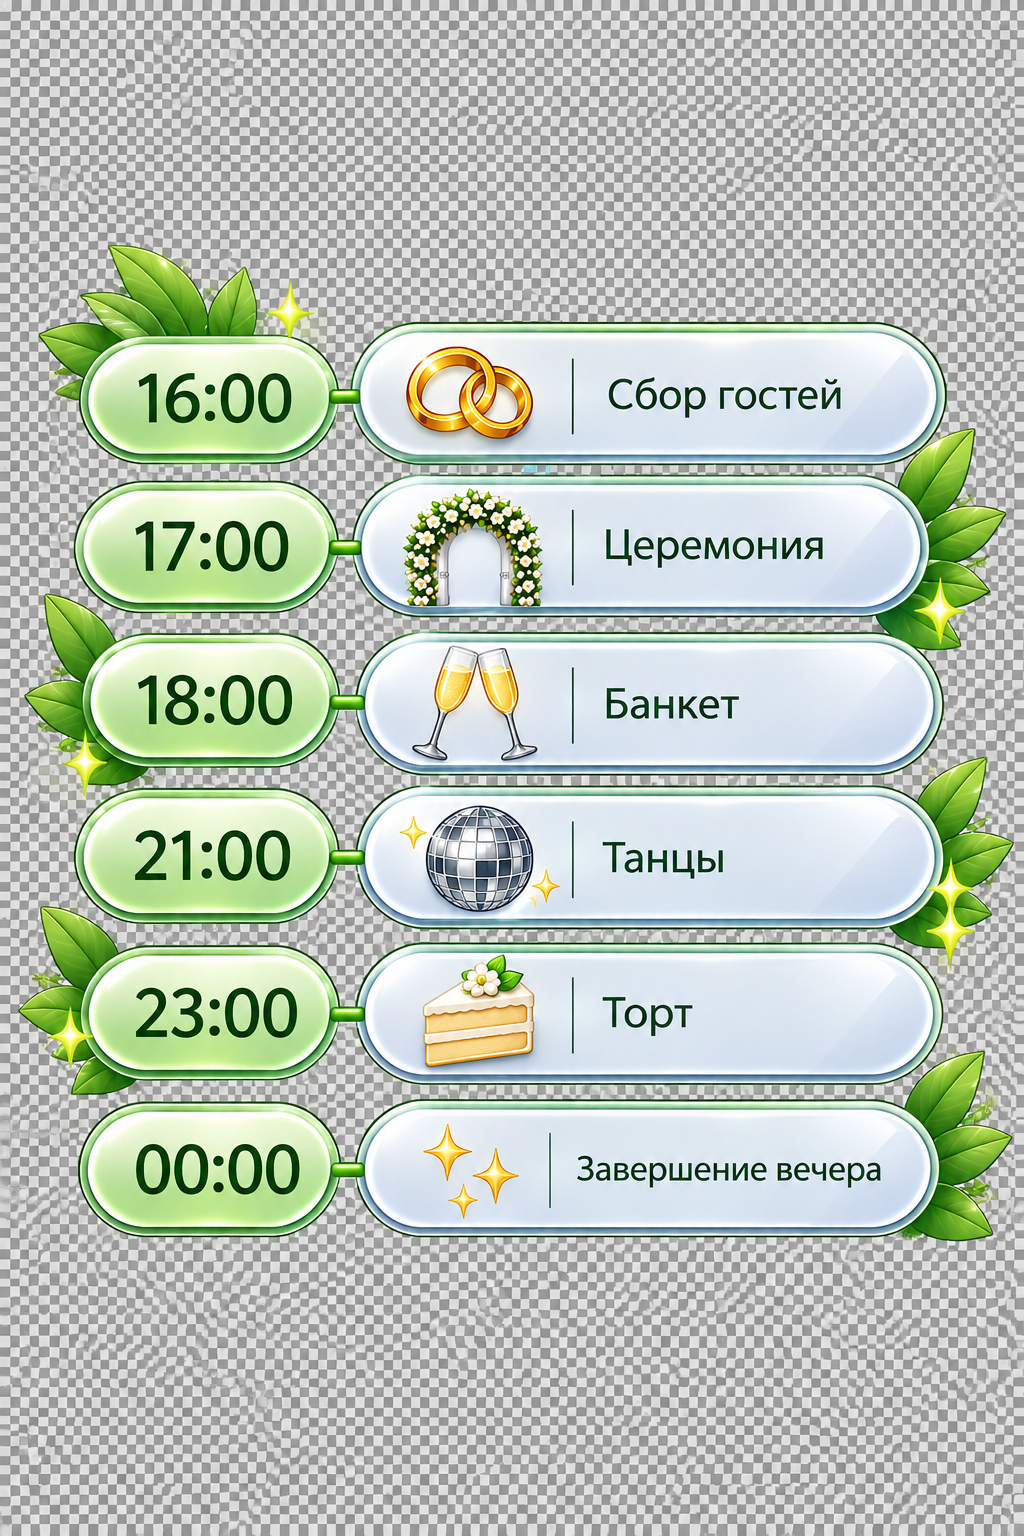 16:00 Сбор гостей
17:00 Церемония
18:00 Банкет
21:00 Танцы
23:00 Торт
00:00 Завершение вечера